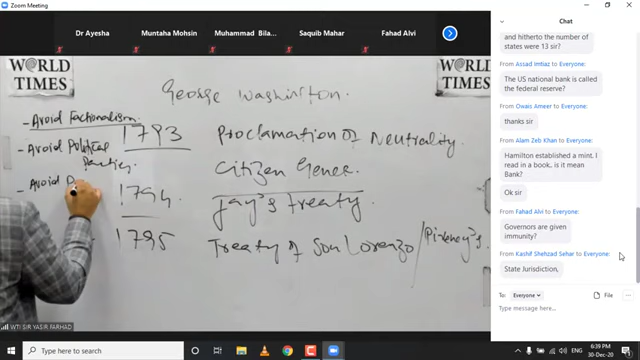 Zoom Meeting
Dr Ayesha
Muntaha Mohsin
Muhammad Bila...
Saquib Mahar
Fahad Alvi
W@RLD
TIMES
W@RLD
TIMES
George Washington.
- Avoid Factionalism
- Avoid Political
Parties.
- Avoid
1793 Proclamation of Neutrality
Citizen Genet
1794. Jay's Treaty
1795 Treaty of San Lorenzo / Pickney's
WTI SIR YASIR FARHAD
Chat
and hitherto the number of
states were 13 sir?
From Assad Imtiaz to Everyone:
The US national bank is called
the federal reserve?
From Owais Ameer to Everyone:
thanks sir
From Alam Zeb Khan to Everyone:
Hamilton established a mint. I
read in a book.. is it mean
Bank?
Ok sir
From Fahad Alvi to Everyone:
Governors are given
immunity?
From Kashif Shehzad Sehar to Everyone:
State Jurisdiction,
To: Everyone
File
Type message here...
Type here to search
ENG
6:39 PM
30-Dec-20